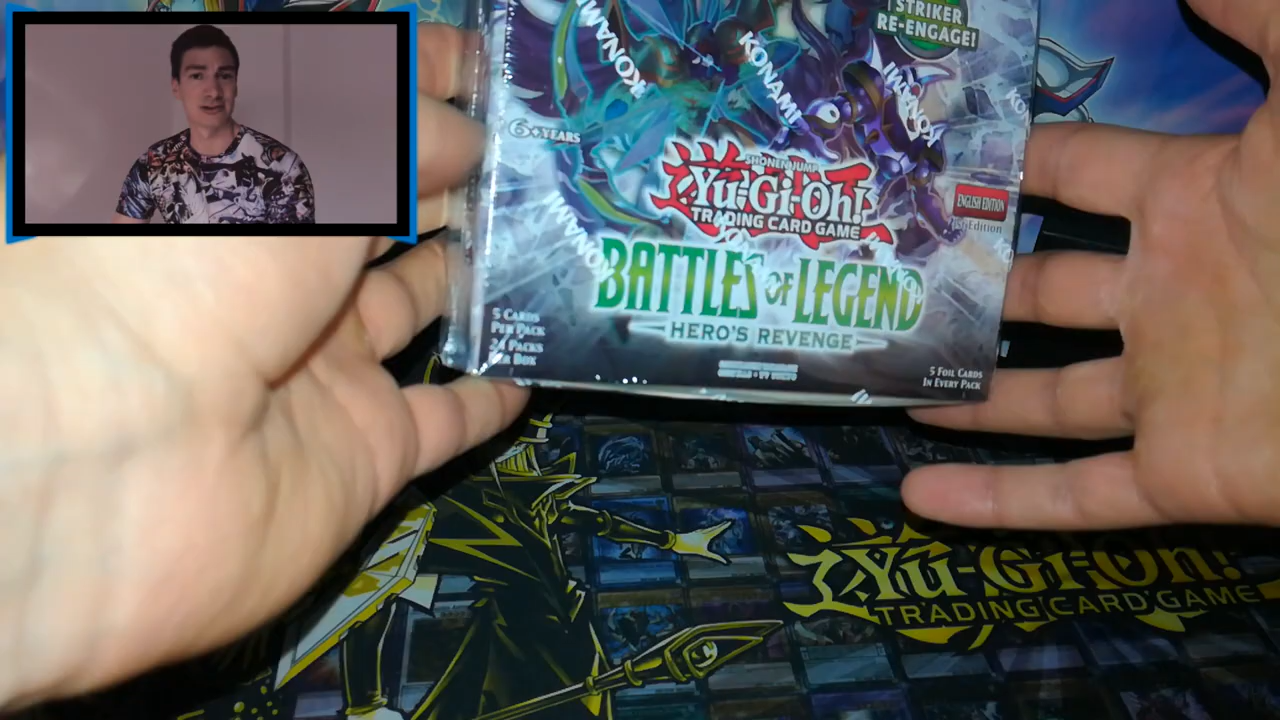 STRIKER
RE-ENGAGE!
KONAMI
KONAMI
KONAMI
KONAMI
6+ YEARS
SHONEN JUMP
Yu-Gi-Oh!
TRADING CARD GAME
ENGLISH EDITION
BATTLES OF LEGEND
HERO'S REVENGE
5 CARDS
PER PACK
24 PACKS
PER BOX
5 FOIL CARDS
IN EVERY PACK
Yu-Gi-Oh!
TRADING CARD GAME